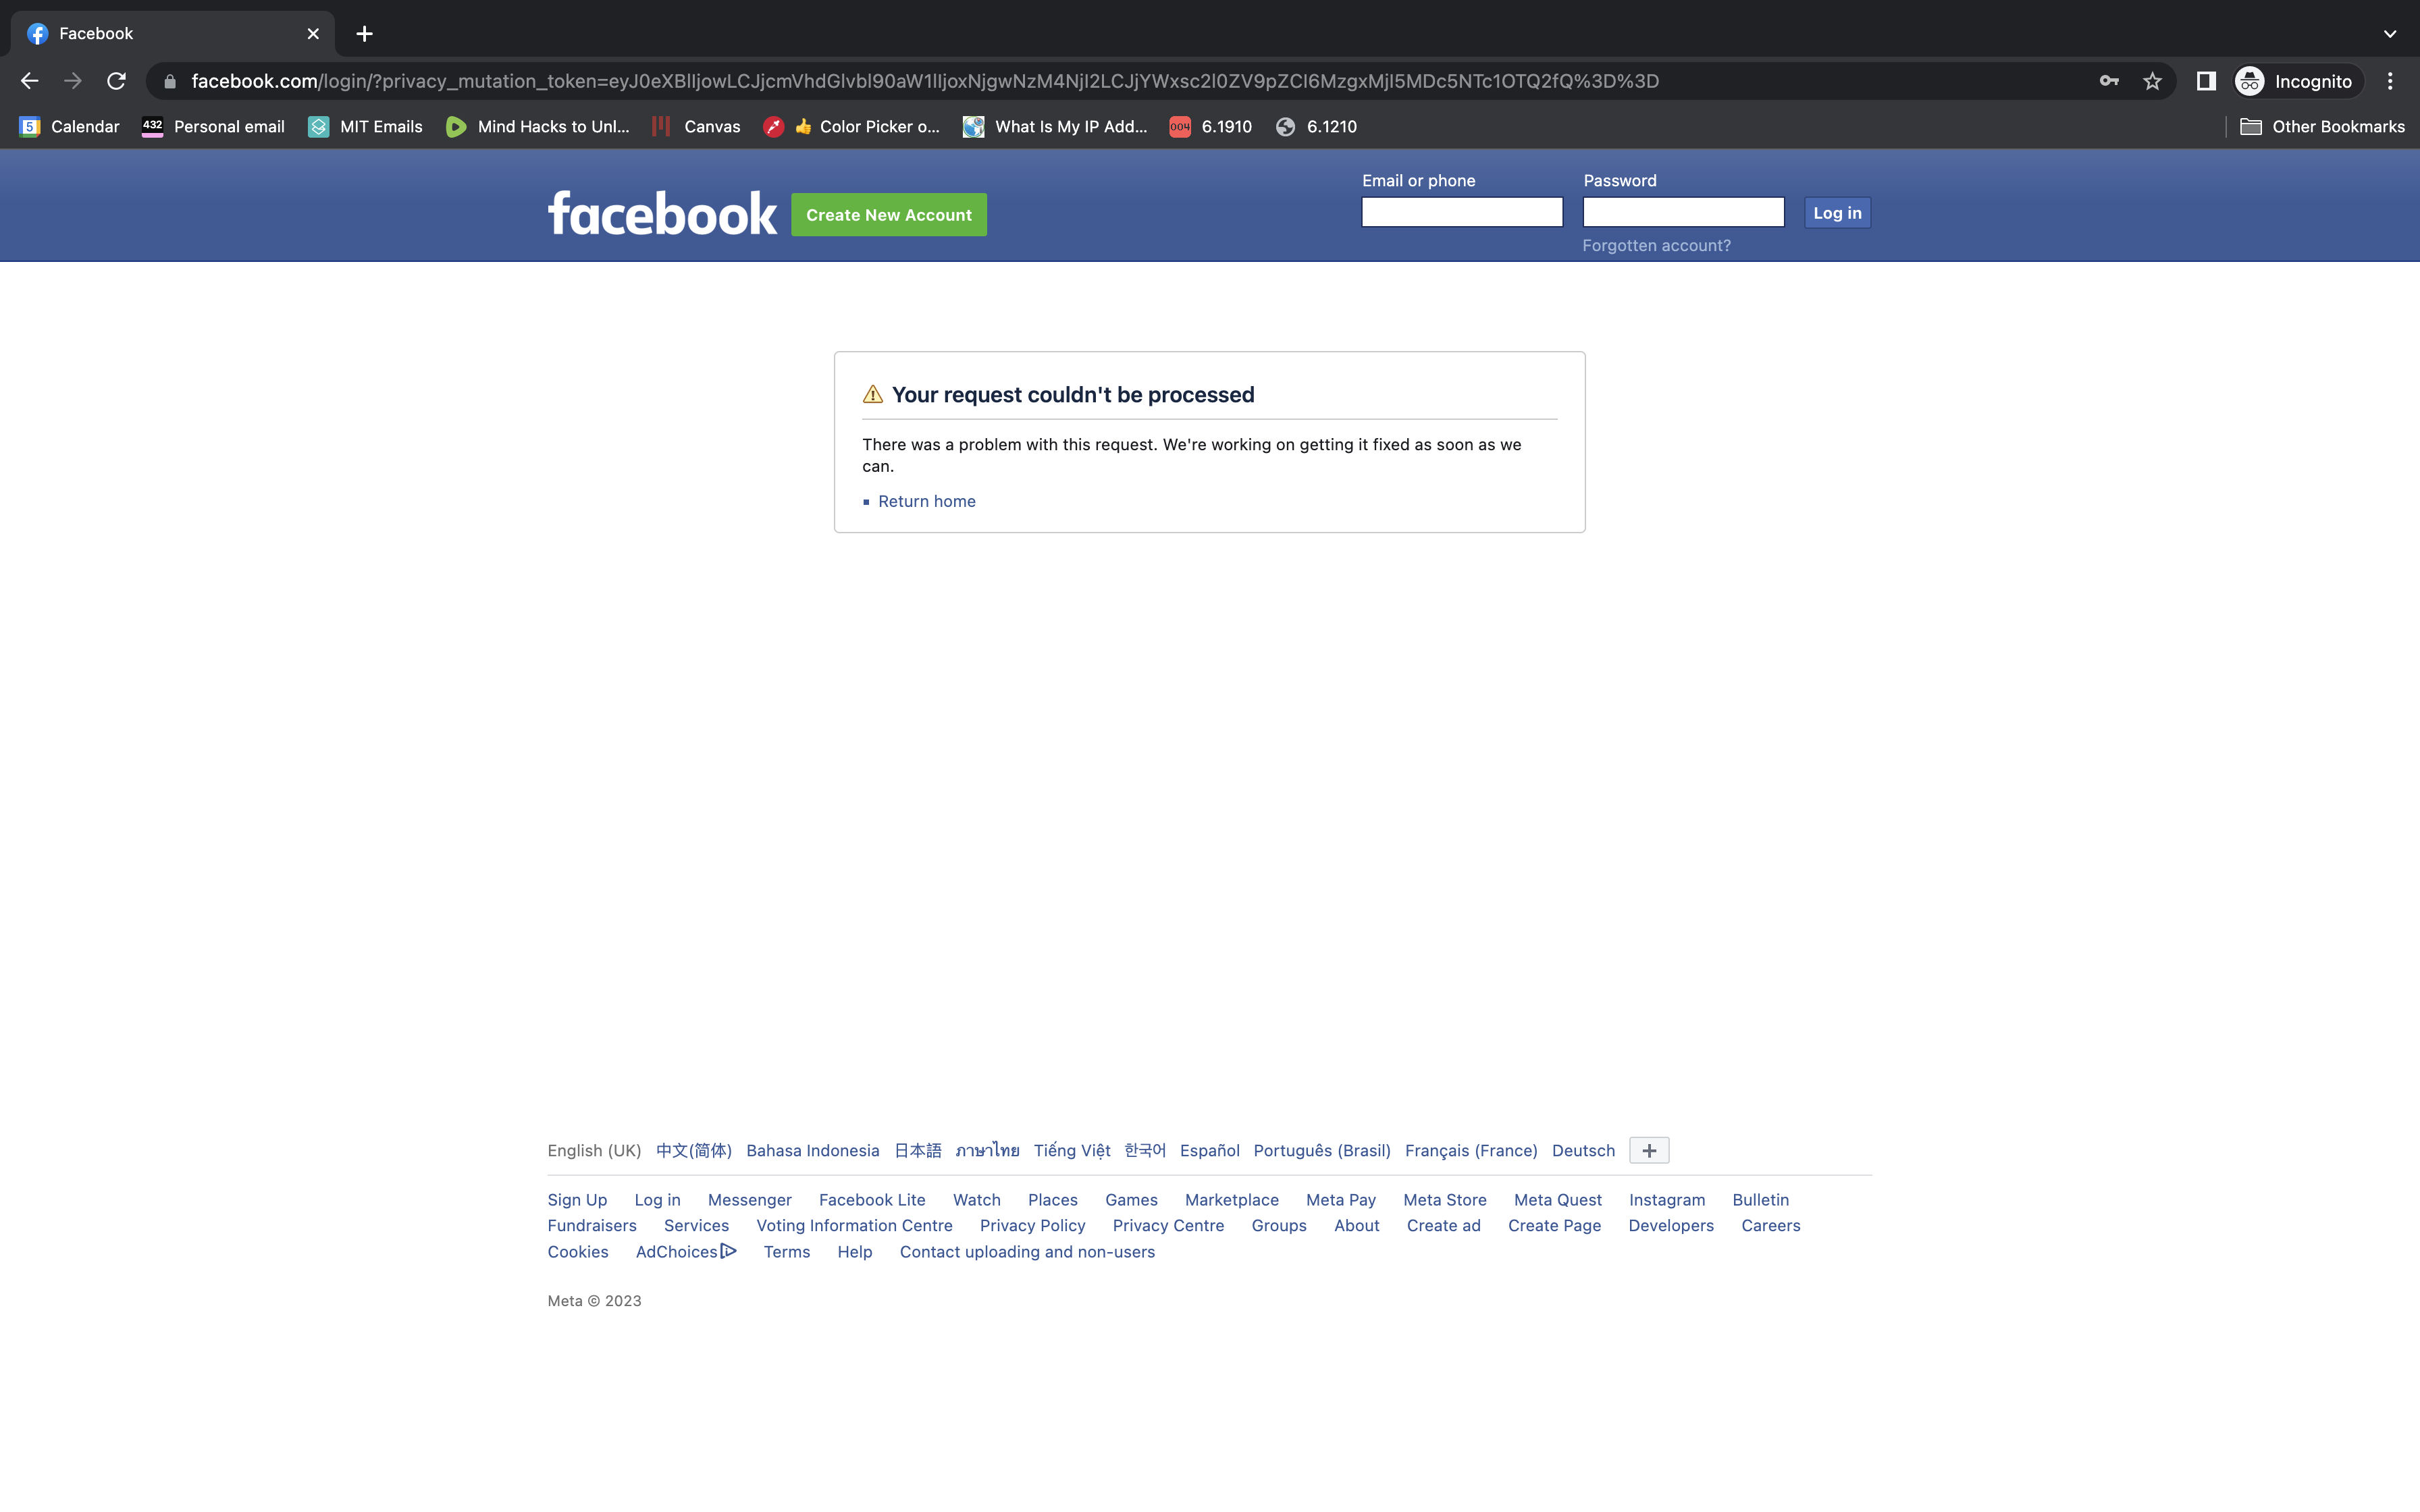 Facebook
facebook.com/login/?privacy_mutation_token=eyJ0eXBlIjowLCJjcmVhdGlvbl90aW1lIjoxNjgwNzM4NjI2LCJjYWxsc2l0ZV9pZCI6MzgxMjI5MDc5NTc1OTQ2fQ%3D%3D
Incognito
5 Calendar 432 Personal email MIT Emails Mind Hacks to Unl... Canvas 👍 Color Picker o... What Is My IP Add... 004 6.1910 6.1210 Other Bookmarks
Email or phone Password
facebook Create New Account Log in
Forgotten account?
Your request couldn't be processed
There was a problem with this request. We're working on getting it fixed as soon as we
can.
Return home
English (UK) 中文(简体) Bahasa Indonesia 日本語 ภาษาไทย Tiếng Việt 한국어 Español Português (Brasil) Français (France) Deutsch
Sign Up Log in Messenger Facebook Lite Watch Places Games Marketplace Meta Pay Meta Store Meta Quest Instagram Bulletin
Fundraisers Services Voting Information Centre Privacy Policy Privacy Centre Groups About Create ad Create Page Developers Careers
Cookies AdChoices Terms Help Contact uploading and non-users
Meta © 2023